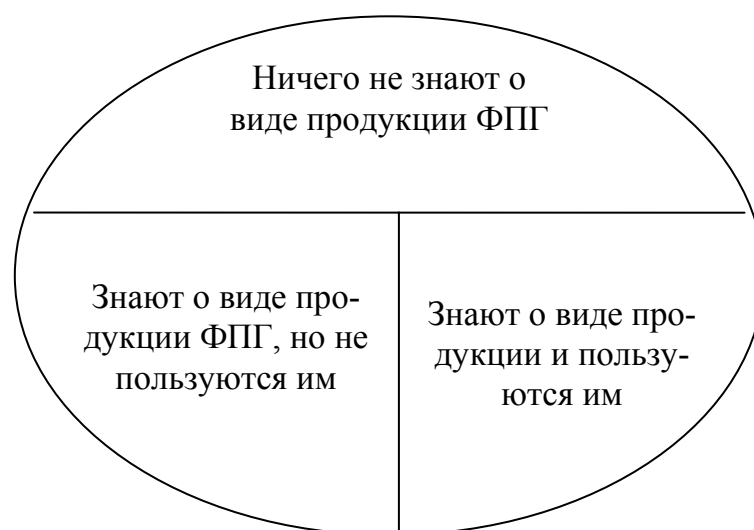 Ничего не знают о
виде продукции ФПГ
Знают о виде про-
дукции ФПГ, но не
пользуются им
Знают о виде про-
дукции и пользу-
ются им